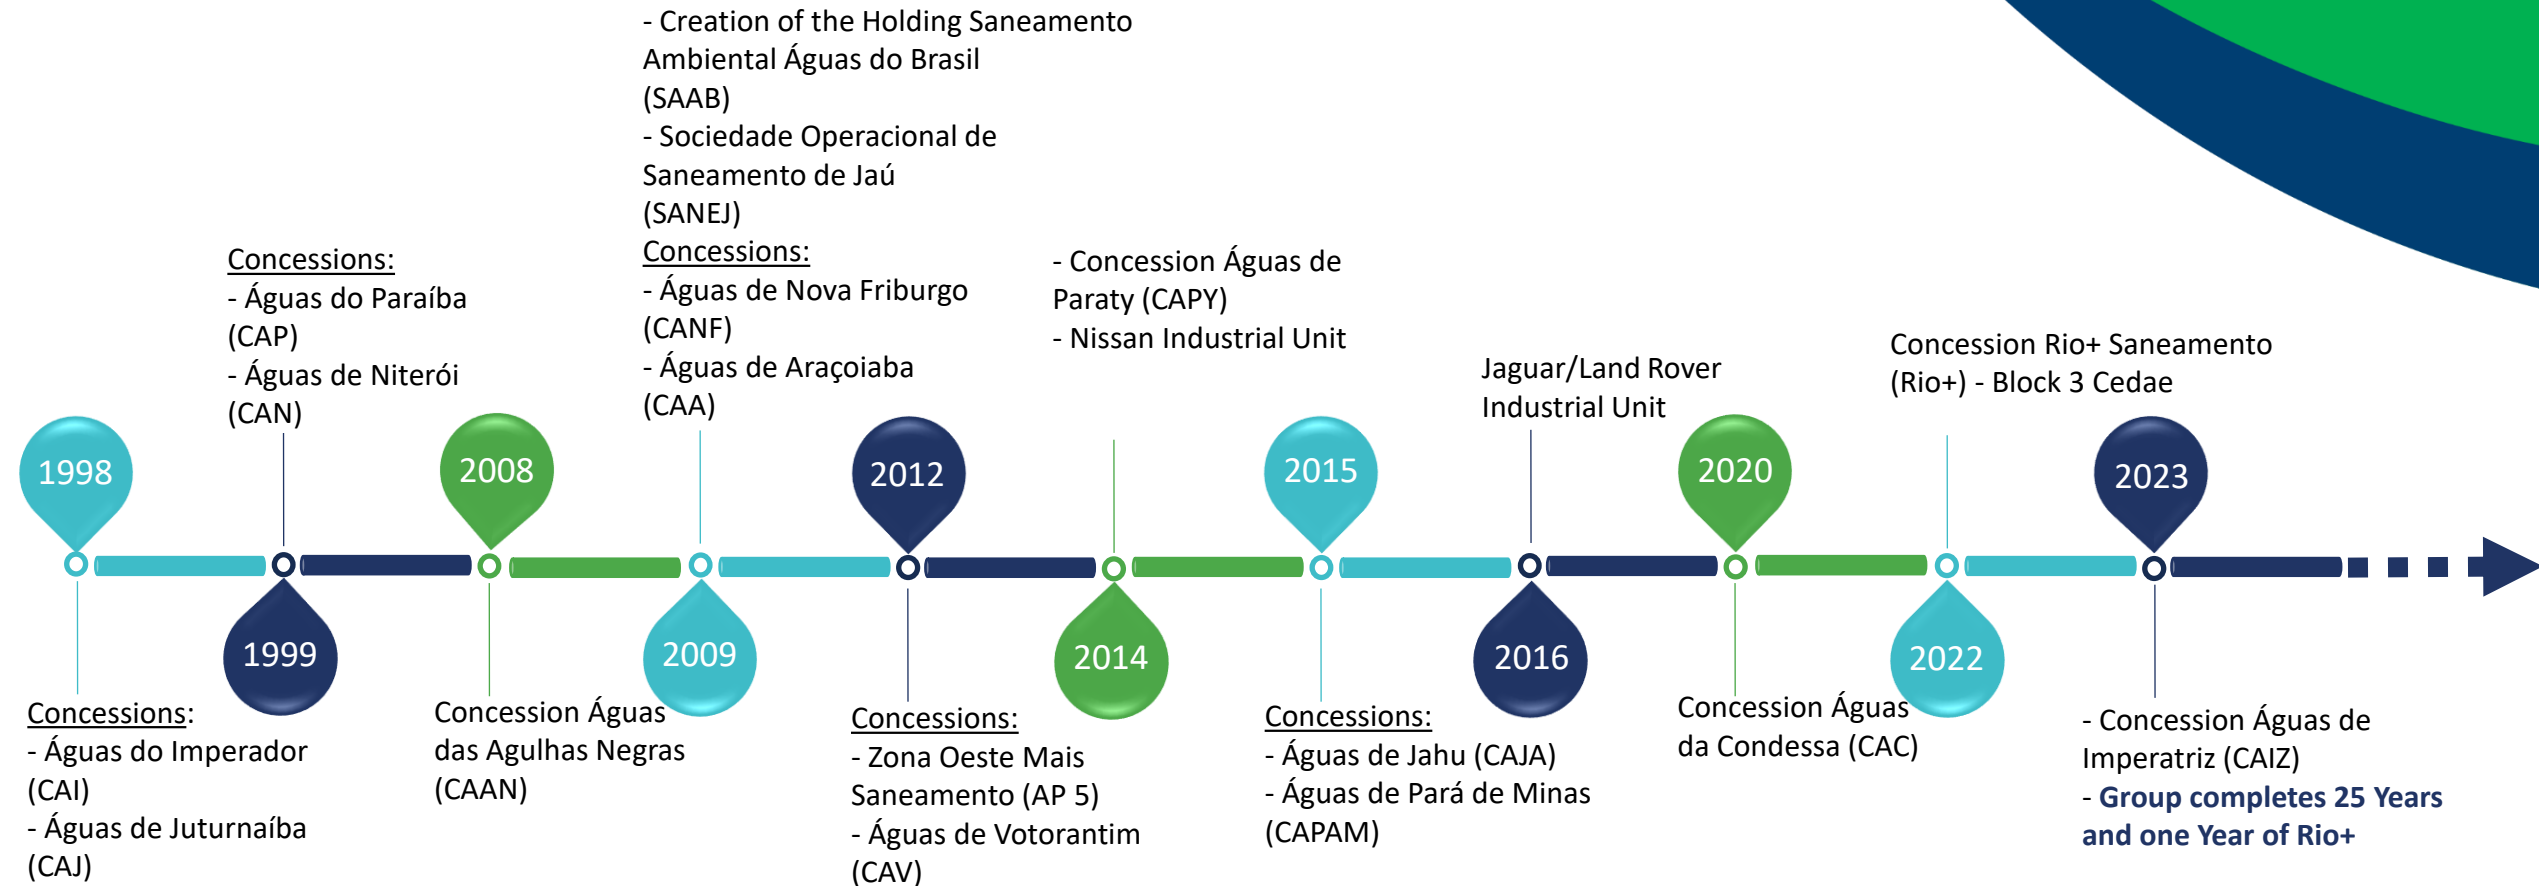 1998
Concessions:
- Águas do Imperador
(CAI)
- Águas de Juturnaíba
(CAJ)
Concessions:
- Águas do Paraíba
(CAP)
- Águas de Niterói
(CAN)
1999
2008
Concession Águas
das Agulhas Negras
(CAAN)
- Creation of the Holding Saneamento
Ambiental Águas do Brasil
(SAAB)
- Sociedade Operacional de
Saneamento de Jaú
(SANEJ)
Concessions:
- Águas de Nova Friburgo
(CANF)
- Águas de Araçoiaba
(CAA)
2009
2012
Concessions:
- Zona Oeste Mais
Saneamento (AP 5)
- Águas de Votorantim
(CAV)
- Concession Águas de
Paraty (CAPY)
- Nissan Industrial Unit
2014
2015
Concessions:
- Águas de Jahu (CAJA)
- Águas de Pará de Minas
(CAPAM)
Jaguar/Land Rover
Industrial Unit
2016
2020
Concession Águas
da Condessa (CAC)
Concession Rio+ Saneamento
(Rio+) - Block 3 Cedae
2022
2023
- Concession Águas de
Imperatriz (CAIZ)
- Group completes 25 Years
and one Year of Rio+